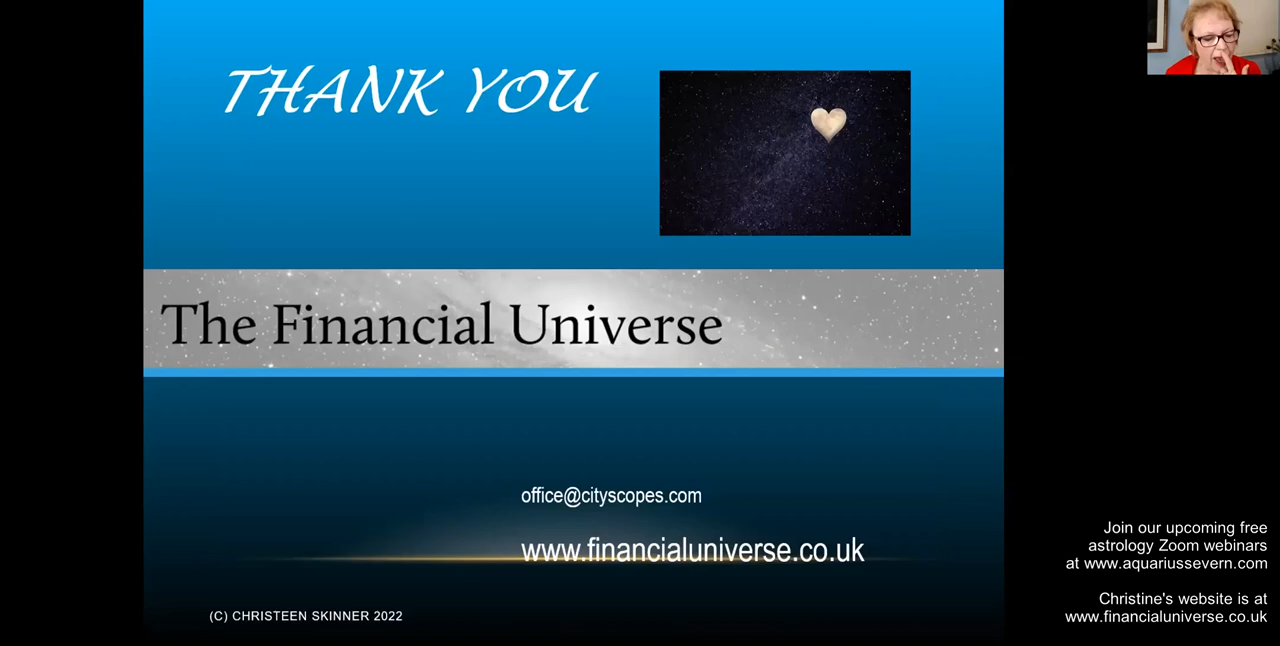 THANK YOU
The Financial Universe
office@cityscopes.com
www.financialuniverse.co.uk
(C) CHRISTEEN SKINNER 2022
Join our upcoming free
astrology Zoom webinars
at www.aquariussevern.com
Christine's website is at
www.financialuniverse.co.uk